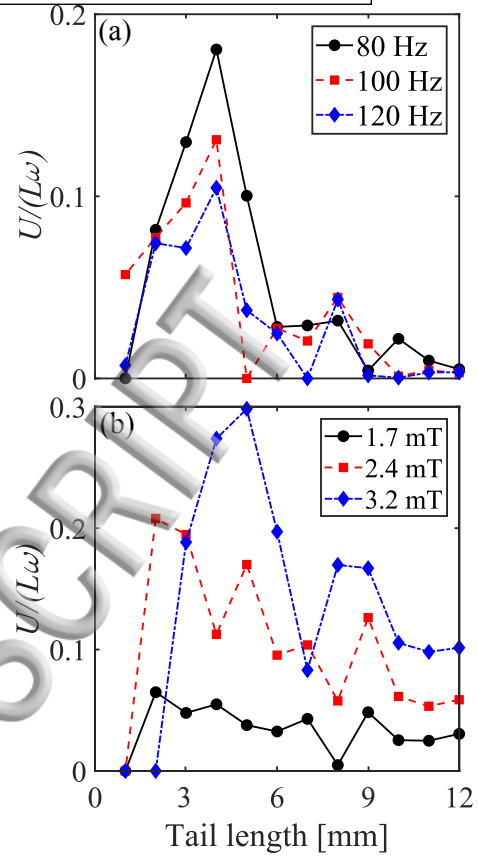 (a)
80 Hz
100 Hz
120 Hz
0.2
0.1
0
U/(Lω)
(b)
1.7 mT
2.4 mT
3.2 mT
0.3
0.2
0.1
0
U/(Lω)
0 3 6 9 12
Tail length [mm]
SCRIPT